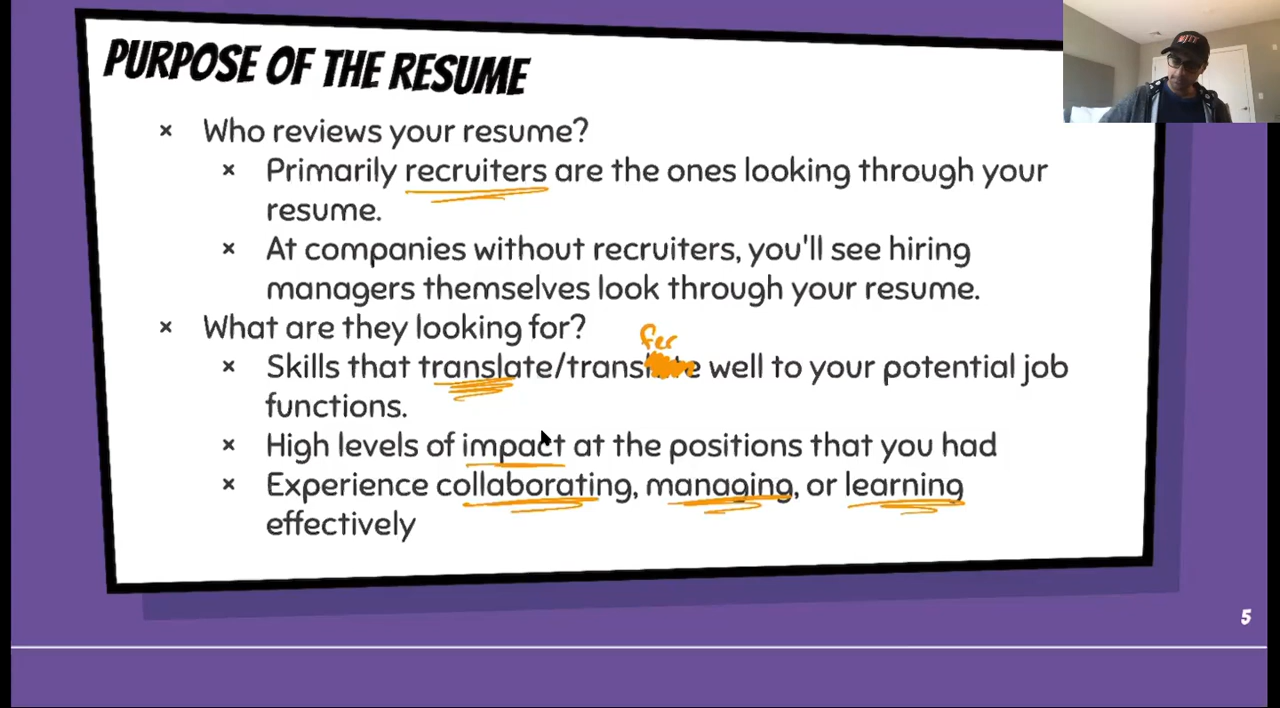 PURPOSE OF THE RESUME
× Who reviews your resume?
× Primarily recruiters are the ones looking through your
resume.
× At companies without recruiters, you'll see hiring
managers themselves look through your resume.
× What are they looking for?
fer
× Skills that translate/translate well to your potential job
functions.
× High levels of impact at the positions that you had
× Experience collaborating, managing, or learning
effectively
5